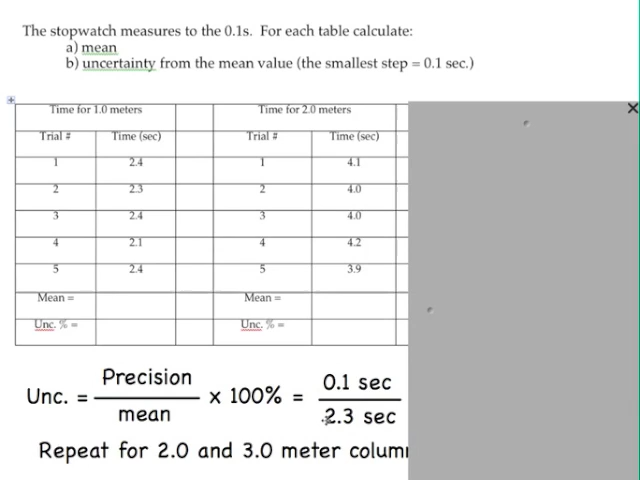 The stopwatch measures to the 0.1s. For each table calculate:
a) mean
b) uncertainty from the mean value (the smallest step = 0.1 sec.)
Time for 1.0 meters Time for 2.0 meters
Trial # Time (sec) Trial # Time (sec)
1 2.4 1 4.1
2 2.3 2 4.0
3 2.4 3 4.0
4 2.1 4 4.2
5 2.4 5 3.9
Mean = Mean =
Unc. % = Unc. % =
Precision 0.1 sec
Unc. = x 100% =
mean 2.3 sec
Repeat for 2.0 and 3.0 meter colum